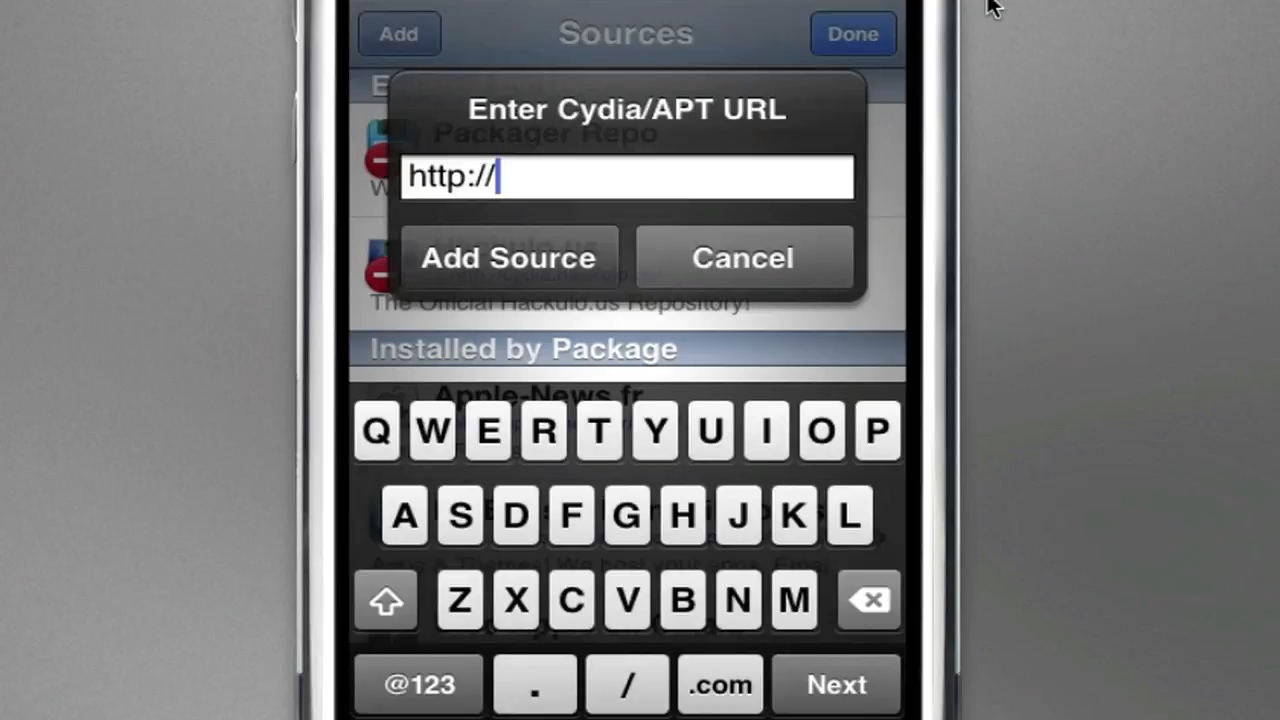 Add Sources Done
Enter Cydia/APT URL
Packager Repo
http://
Add Source Cancel
The Official Hackulo.us Repository!
Installed by Package
Apple-News.fr
Q W E R T Y U I O P
A S D F G H J K L
Z X C V B N M
@123 . / .com Next